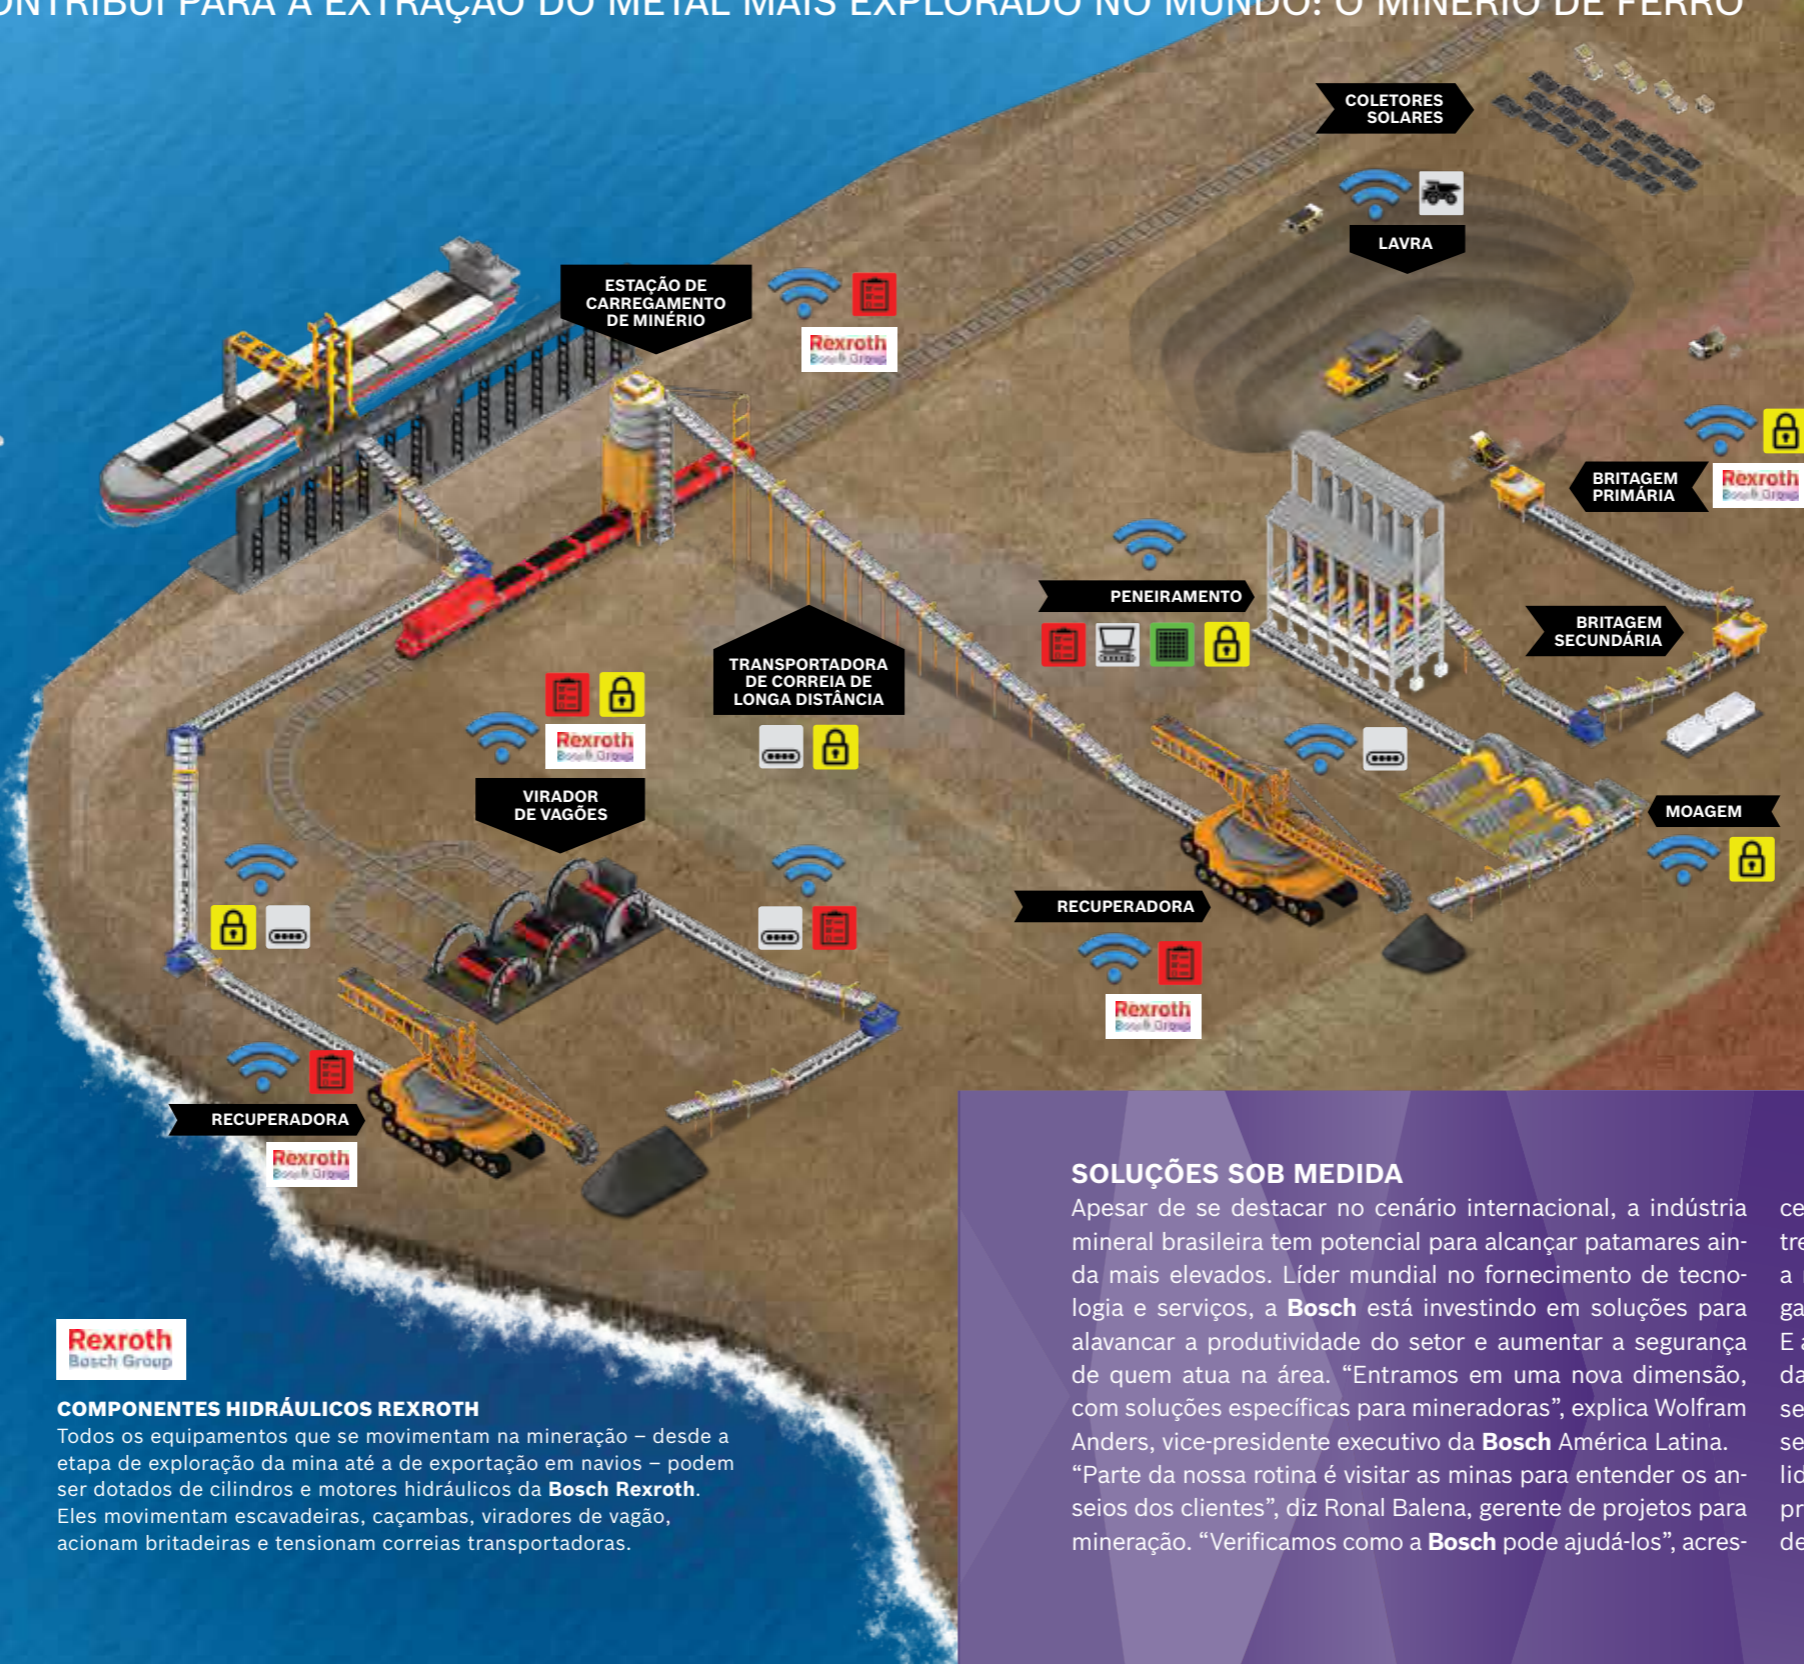 CONTRIBUI PARA A EXTRAÇÃO DO METAL MAIS EXPLORADO NO MUNDO: O MINÉRIO DE FERRO
COLETORES
SOLARES
LAVRA
ESTAÇÃO DE
CARREGAMENTO
DE MINÉRIO
Rexroth
Bosch Group
BRITAGEM
PRIMÁRIA
Rexroth
Bosch Group
PENEIRAMENTO
BRITAGEM
SECUNDÁRIA
TRANSPORTADORA
DE CORREIA DE
LONGA DISTÂNCIA
Rexroth
Bosch Group
VIRADOR
DE VAGÕES
MOAGEM
RECUPERADORA
Rexroth
Bosch Group
RECUPERADORA
Rexroth
Bosch Group
Rexroth
Bosch Group
COMPONENTES HIDRÁULICOS REXROTH
Todos os equipamentos que se movimentam na mineração – desde a
etapa de exploração da mina até a de exportação em navios – podem
ser dotados de cilindros e motores hidráulicos da Bosch Rexroth.
Eles movimentam escavadeiras, caçambas, viradores de vagão,
acionam britadeiras e tensionam correias transportadoras.
SOLUÇÕES SOB MEDIDA
Apesar de se destacar no cenário internacional, a indústria
mineral brasileira tem potencial para alcançar patamares ain-
da mais elevados. Líder mundial no fornecimento de tecno-
logia e serviços, a Bosch está investindo em soluções para
alavancar a produtividade do setor e aumentar a segurança
de quem atua na área. “Entramos em uma nova dimensão,
com soluções específicas para mineradoras”, explica Wolfram
Anders, vice-presidente executivo da Bosch América Latina.
“Parte da nossa rotina é visitar as minas para entender os an-
seios dos clientes”, diz Ronal Balena, gerente de projetos para
mineração. “Verificamos como a Bosch pode ajudá-los”, acres-